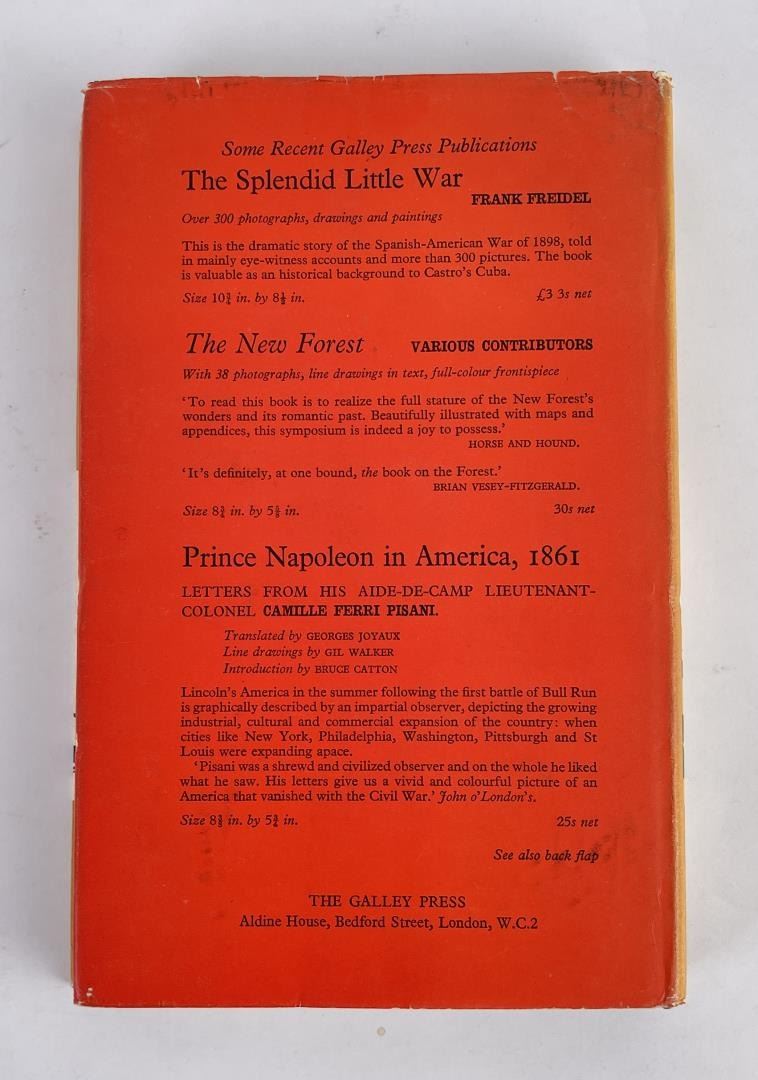 Some Recent Galley Press Publications
The Splendid Little War
FRANK FREIDEL
Over 300 photographs, drawings and paintings
This is the dramatic story of the Spanish-American War of 1898, told
in mainly eye-witness accounts and more than 300 pictures. The book
is valuable as an historical background to Castro's Cuba.
Size 10¾ in. by 8½ in. £3 3s net
The New Forest VARIOUS CONTRIBUTORS
With 38 photographs, line drawings in text, full-colour frontispiece
'To read this book is to realize the full stature of the New Forest's
wonders and its romantic past. Beautifully illustrated with maps and
appendices, this symposium is indeed a joy to possess.'
HORSE AND HOUND.
'It's definitely, at one bound, the book on the Forest.'
BRIAN VESEY-FITZGERALD.
Size 8¾ in. by 5⅝ in. 30s net
Prince Napoleon in America, 1861
LETTERS FROM HIS AIDE-DE-CAMP LIEUTENANT-
COLONEL CAMILLE FERRI PISANI.
Translated by GEORGES JOYAUX
Line drawings by GIL WALKER
Introduction by BRUCE CATTON
Lincoln's America in the summer following the first battle of Bull Run
is graphically described by an impartial observer, depicting the growing
industrial, cultural and commercial expansion of the country: when
cities like New York, Philadelphia, Washington, Pittsburgh and St
Louis were expanding apace.
'Pisani was a shrewd and civilized observer and on the whole he liked
what he saw. His letters give us a vivid and colourful picture of an
America that vanished with the Civil War.' John o'London's.
Size 8⅜ in. by 5¾ in. 25s net
See also back flap
THE GALLEY PRESS
Aldine House, Bedford Street, London, W.C.2